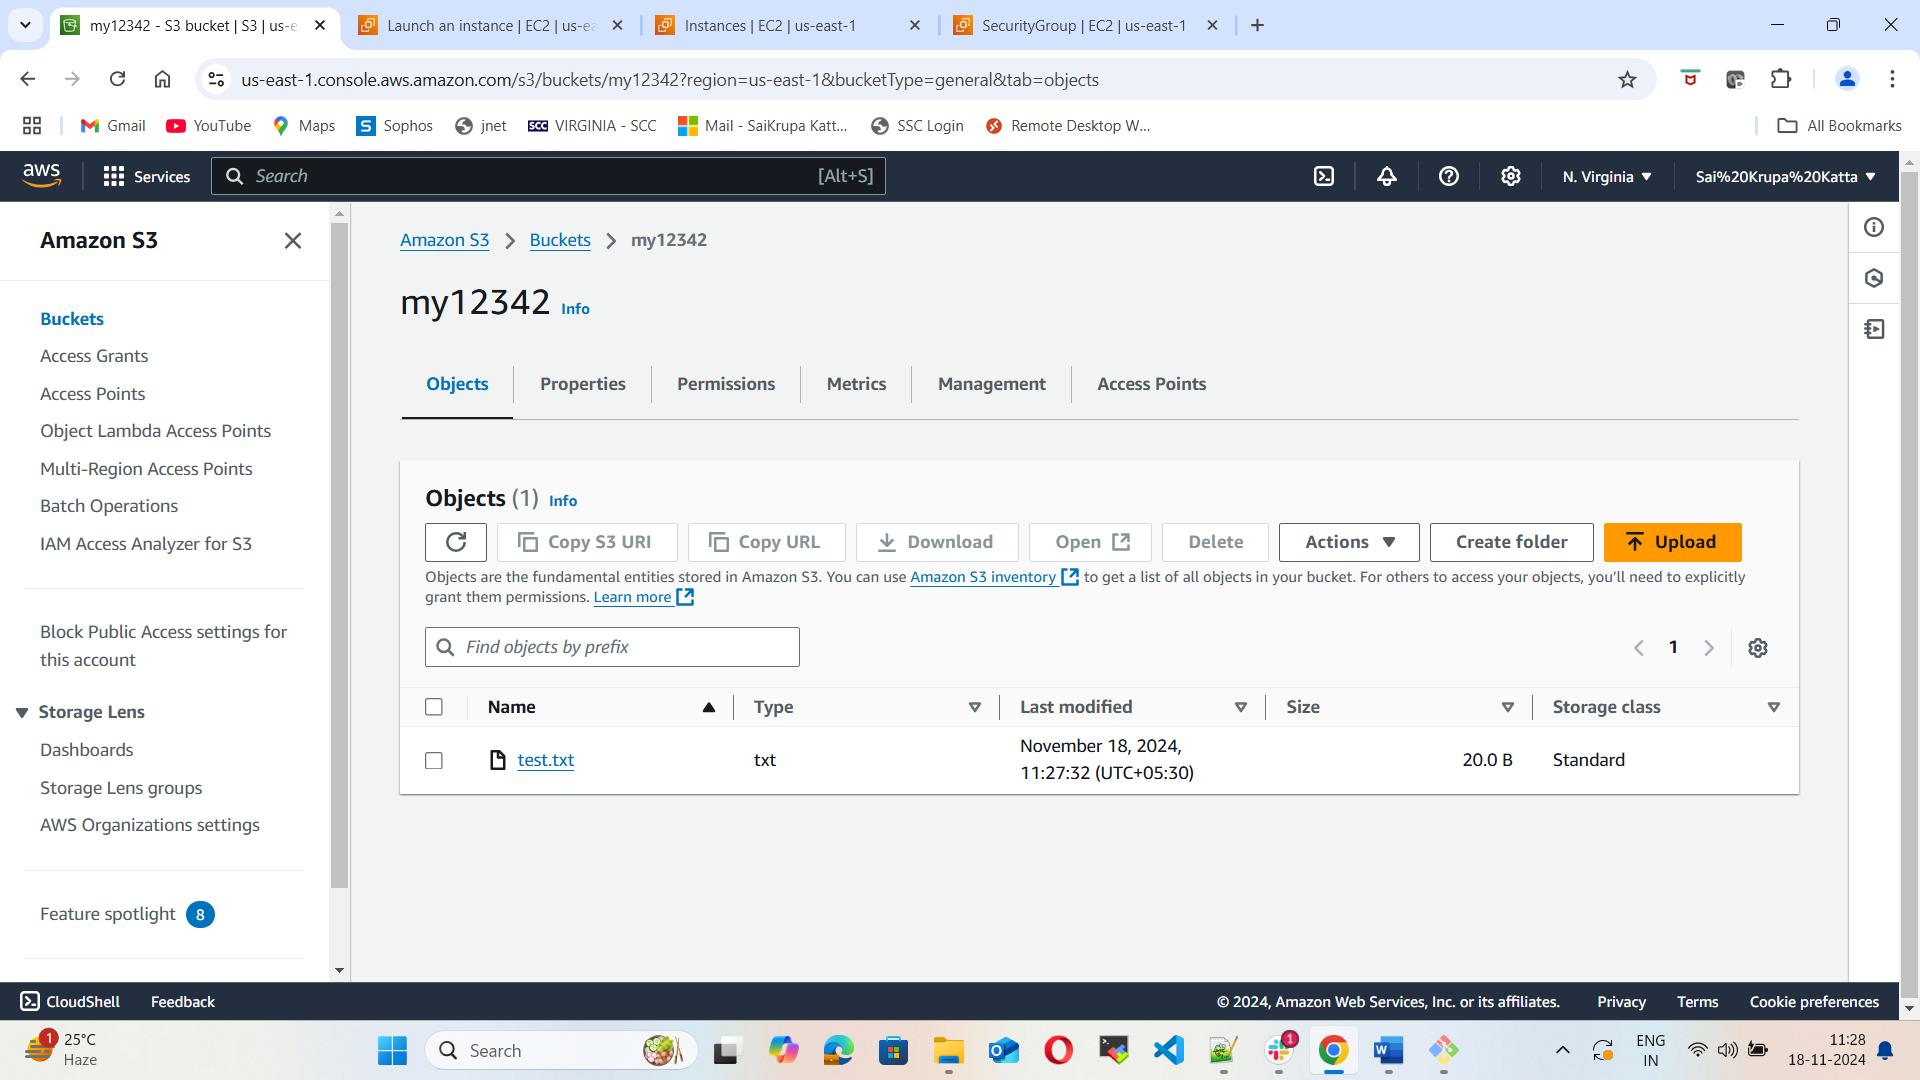 my12342 - S3 bucket | S3 | us-e
Launch an instance | EC2 | us-ea
Instances | EC2 | us-east-1
SecurityGroup | EC2 | us-east-1
us-east-1.console.aws.amazon.com/s3/buckets/my12342?region=us-east-1&bucketType=general&tab=objects
Gmail
YouTube
Maps
Sophos
jnet
SCC VIRGINIA - SCC
Mail - SaiKrupa Katt...
SSC Login
Remote Desktop W...
All Bookmarks
aws
Services
Search [Alt+S]
N. Virginia
Sai%20Krupa%20Katta
Amazon S3
Buckets
Access Grants
Access Points
Object Lambda Access Points
Multi-Region Access Points
Batch Operations
IAM Access Analyzer for S3
Block Public Access settings for
this account
Storage Lens
Dashboards
Storage Lens groups
AWS Organizations settings
Feature spotlight 8
Amazon S3 > Buckets > my12342
my12342 Info
Objects
Properties
Permissions
Metrics
Management
Access Points
Objects (1) Info
Copy S3 URI
Copy URL
Download
Open
Delete
Actions
Create folder
Upload
Objects are the fundamental entities stored in Amazon S3. You can use Amazon S3 inventory to get a list of all objects in your bucket. For others to access your objects, you’ll need to explicitly
grant them permissions. Learn more
Find objects by prefix
1
Name Type Last modified Size Storage class
test.txt txt November 18, 2024, 20.0 B Standard
11:27:32 (UTC+05:30)
CloudShell
Feedback
© 2024, Amazon Web Services, Inc. or its affiliates.
Privacy
Terms
Cookie preferences
1
25°C
Haze
Search
1
ENG
IN
11:28
18-11-2024